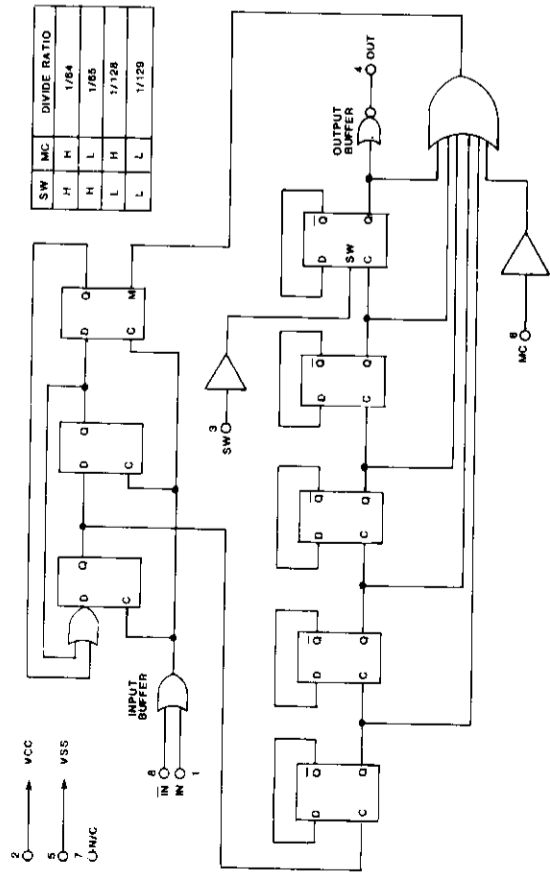 SW MC DIVIDE RATIO
H H 1/64
H L 1/65
L H 1/128
L L 1/129
2 VCC
5 VSS
7 N/C
INPUT
BUFFER
8 IN
IN
1
D Q
C
D Q
C
D Q
C M
3
SW
D Q
C Q
D Q
C Q
D Q
C Q
D Q
C Q
D Q
SW
C Q
OUTPUT
BUFFER
4
OUT
MC 6